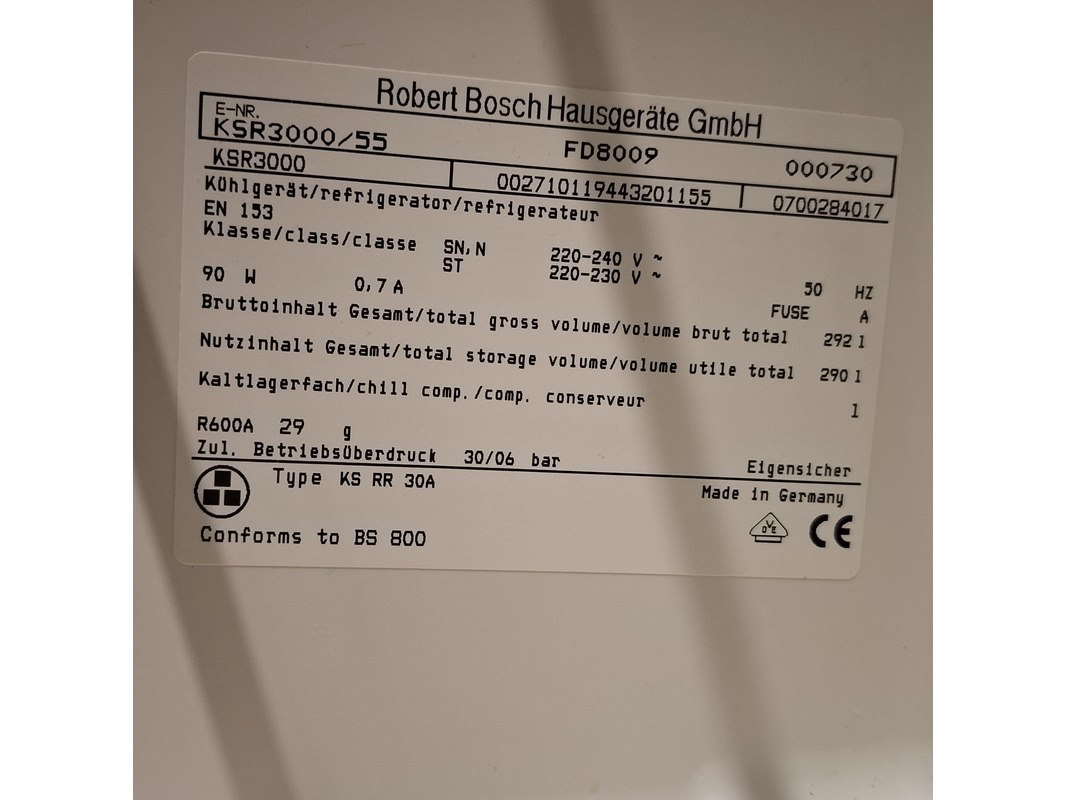 Robert Bosch Hausgeräte GmbH
E-NR.
KSR3000/55 FD8009 000730
KSR3000 002710119443201155 0700284017
Kühlgerät/refrigerator/refrigerateur
EN 153
Klasse/class/classe SN,N 220-240 V ~
ST 220-230 V ~ 50 HZ
90 W 0,7 A FUSE A
Bruttoinhalt Gesamt/total gross volume/volume brut total 292 l
Nutzinhalt Gesamt/total storage volume/volume utile total 290 l
Kaltlagerfach/chill comp./comp. conserveur l
R600A 29 g
Zul. Betriebsüberdruck 30/06 bar Eigensicher
Type KS RR 30A Made in Germany
VDE CE
Conforms to BS 800